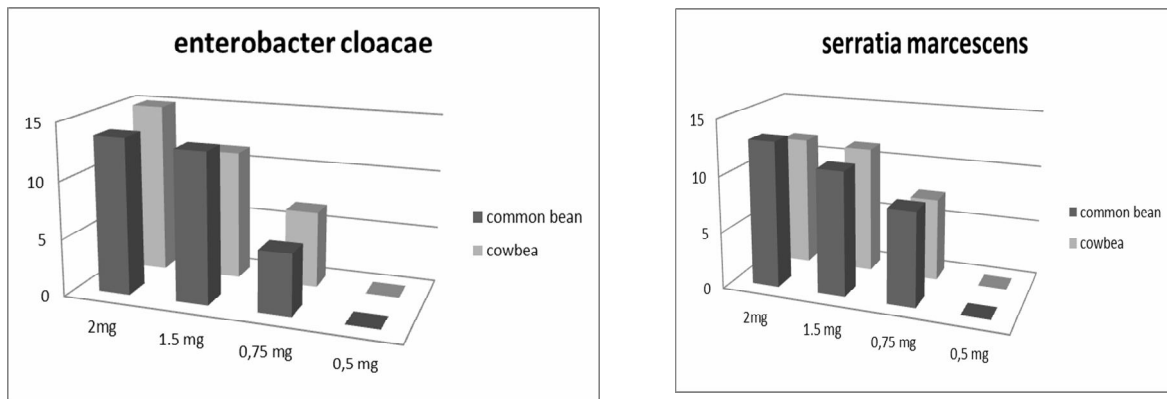 enterobacter cloacae
15
10
5
0
2mg
1.5 mg
0,75 mg
0,5 mg
common bean
cowbea
serratia marcescens
15
10
5
0
2mg
1.5 mg
0,75 mg
0,5 mg
common bean
cowbea